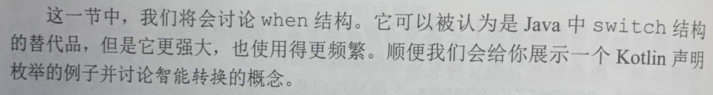 这一节中，我们将会讨论 when 结构。它可以被认为是 Java 中 switch 结构
的替代品，但是它更强大，也使用得更频繁。顺便我们会给你展示一个 Kotlin 声明
枚举的例子并讨论智能转换的概念。